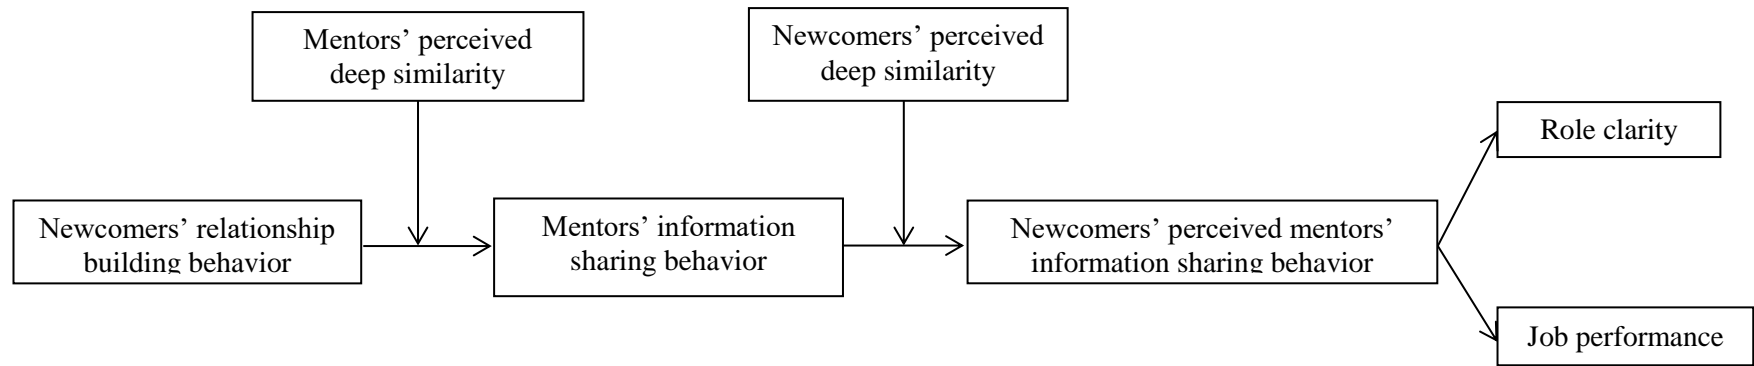 Mentors’ perceived
deep similarity
Newcomers’ perceived
deep similarity
Role clarity
Newcomers’ relationship
building behavior
Mentors’ information
sharing behavior
Newcomers’ perceived mentors’
information sharing behavior
Job performance